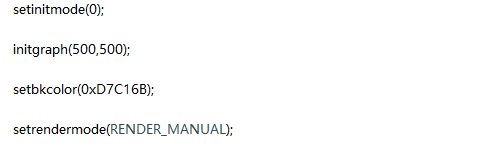 setinitmode(0);
initgraph(500,500);
setbkcolor(0xD7C16B);
setrendermode(RENDER_MANUAL);